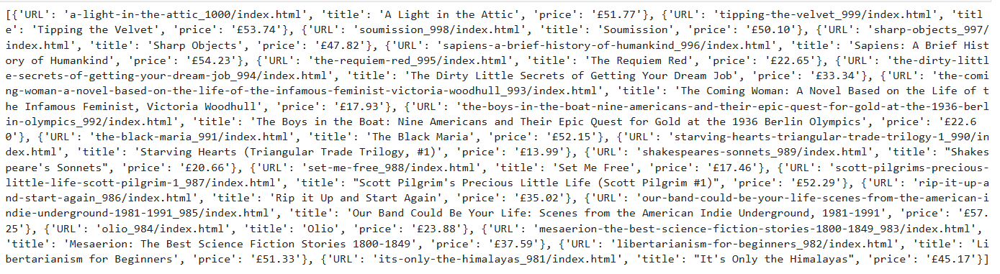 [{'URL': 'a-light-in-the-attic_1000/index.html', 'title': 'A Light in the Attic', 'price': '£51.77'}, {'URL': 'tipping-the-velvet_999/index.html', 'titl
e': 'Tipping the Velvet', 'price': '£53.74'}, {'URL': 'soumission_998/index.html', 'title': 'Soumission', 'price': '£50.10'}, {'URL': 'sharp-objects_997/
index.html', 'title': 'Sharp Objects', 'price': '£47.82'}, {'URL': 'sapiens-a-brief-history-of-humankind_996/index.html', 'title': 'Sapiens: A Brief Hist
ory of Humankind', 'price': '£54.23'}, {'URL': 'the-requiem-red_995/index.html', 'title': 'The Requiem Red', 'price': '£22.65'}, {'URL': 'the-dirty-littl
e-secrets-of-getting-your-dream-job_994/index.html', 'title': 'The Dirty Little Secrets of Getting Your Dream Job', 'price': '£33.34'}, {'URL': 'the-comi
ng-woman-a-novel-based-on-the-life-of-the-infamous-feminist-victoria-woodhull_993/index.html', 'title': 'The Coming Woman: A Novel Based on the Life of t
he Infamous Feminist, Victoria Woodhull', 'price': '£17.93'}, {'URL': 'the-boys-in-the-boat-nine-americans-and-their-epic-quest-for-gold-at-the-1936-berl
in-olympics_992/index.html', 'title': 'The Boys in the Boat: Nine Americans and Their Epic Quest for Gold at the 1936 Berlin Olympics', 'price': '£22.6
0'}, {'URL': 'the-black-maria_991/index.html', 'title': 'The Black Maria', 'price': '£52.15'}, {'URL': 'starving-hearts-triangular-trade-trilogy-1_990/in
dex.html', 'title': 'Starving Hearts (Triangular Trade Trilogy, #1)', 'price': '£13.99'}, {'URL': 'shakespeares-sonnets_989/index.html', 'title': "Shakes
peare's Sonnets", 'price': '£20.66'}, {'URL': 'set-me-free_988/index.html', 'title': 'Set Me Free', 'price': '£17.46'}, {'URL': 'scott-pilgrims-precious-
little-life-scott-pilgrim-1_987/index.html', 'title': "Scott Pilgrim's Precious Little Life (Scott Pilgrim #1)", 'price': '£52.29'}, {'URL': 'rip-it-up-a
nd-start-again_986/index.html', 'title': 'Rip it Up and Start Again', 'price': '£35.02'}, {'URL': 'our-band-could-be-your-life-scenes-from-the-american-i
ndie-underground-1981-1991_985/index.html', 'title': 'Our Band Could Be Your Life: Scenes from the American Indie Underground, 1981-1991', 'price': '£57.
25'}, {'URL': 'olio_984/index.html', 'title': 'Olio', 'price': '£23.88'}, {'URL': 'mesaerion-the-best-science-fiction-stories-1800-1849_983/index.html',
'title': 'Mesaerion: The Best Science Fiction Stories 1800-1849', 'price': '£37.59'}, {'URL': 'libertarianism-for-beginners_982/index.html', 'title': 'Li
bertarianism for Beginners', 'price': '£51.33'}, {'URL': 'its-only-the-himalayas_981/index.html', 'title': "It's Only the Himalayas", 'price': '£45.17'}]